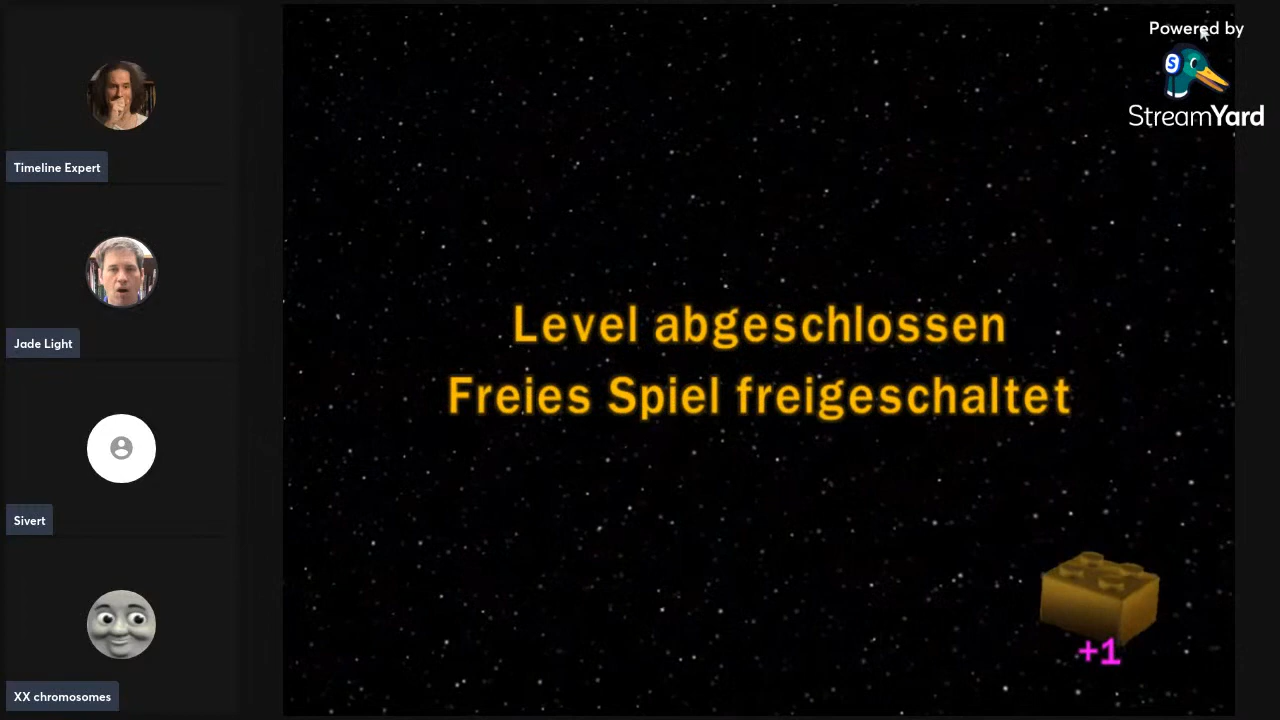 Powered by
StreamYard
Timeline Expert
Jade Light
Sivert
XX chromosomes
Level abgeschlossen
Freies Spiel freigeschaltet
+1
S